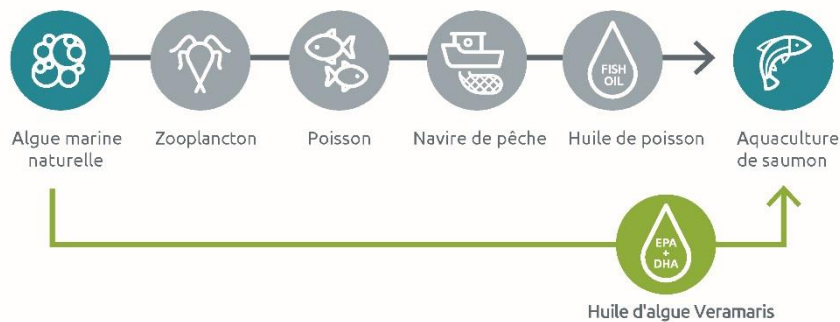 FISH
OIL
Algue marine
naturelle
Zooplancton
Poisson
Navire de pêche
Huile de poisson
Aquaculture
de saumon
EPA
+
DHA
Huile d'algue Veramaris